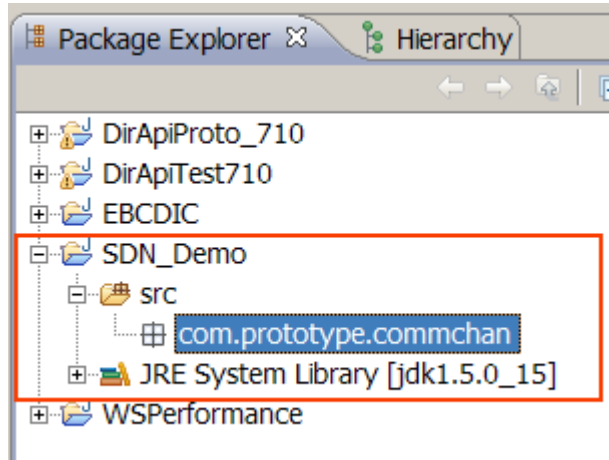 Package Explorer Hierarchy
DirApiProto_710
DirApiTest710
EBCDIC
SDN_Demo
src
com.prototype.commchan
JRE System Library [jdk1.5.0_15]
WSPerformance